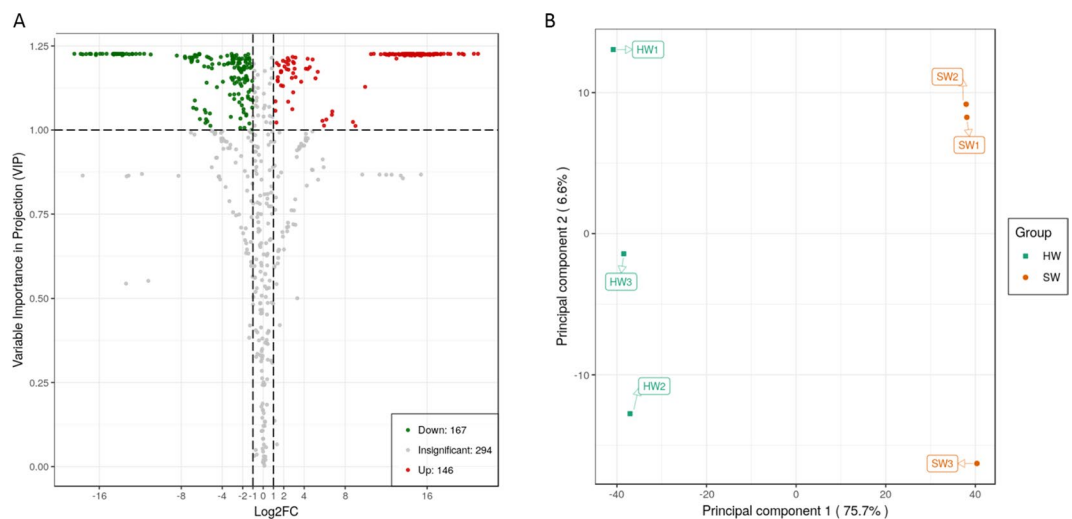 A
Variable Importance in Projection (VIP)
1.25
1.00
0.75
0.50
0.25
0.00
-16 -8 -4 -2 -1 0 1 2 4 8 16
Log2FC
Down: 167
Insignificant: 294
Up: 146
B
Principal component 2 ( 6.6% )
10
0
-10
-40 -20 0 20 40
Principal component 1 ( 75.7% )
HW1
SW2
SW1
HW3
HW2
SW3
Group
HW
SW